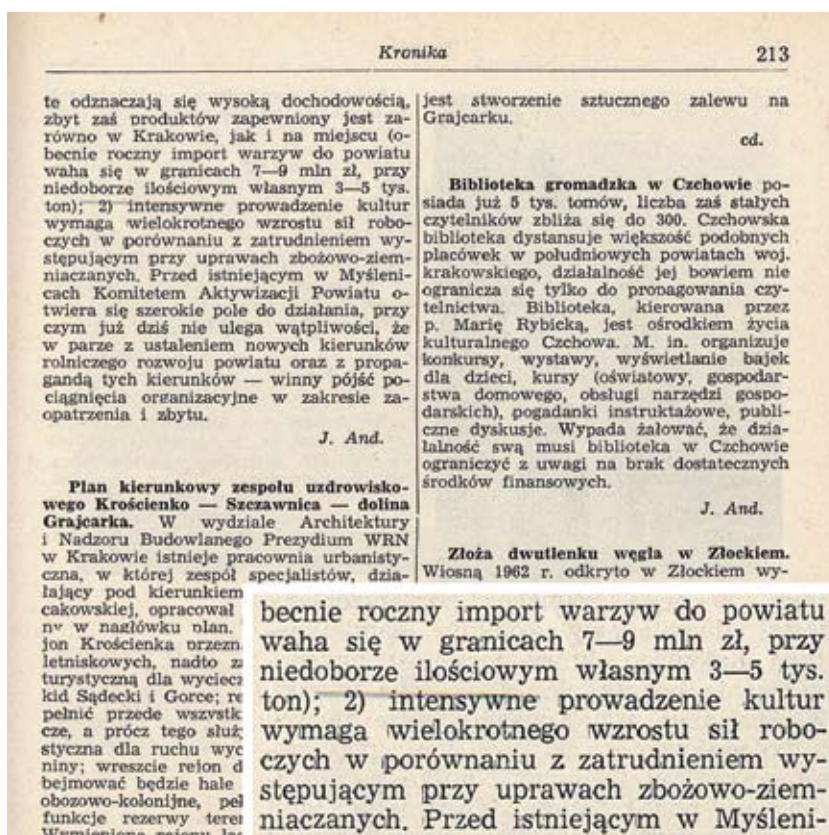 Kronika
213
te odznaczają się wysoką dochodowością,
zbyt zaś produktów zapewniony jest za-
równo w Krakowie, jak i na miejscu (o-
becnie roczny import warzyw do powiatu
waha się w granicach 7—9 mln zł, przy
niedoborze ilościowym własnym 3—5 tys.
ton); 2) intensywne prowadzenie kultur
wymaga wielokrotnego wzrostu sił robo-
czych w porównaniu z zatrudnieniem wy-
stępującym przy uprawach zbożowo-ziem-
niaczanych. Przed istniejącym w Myśleni-
cach Komitetem Aktywizacji Powiatu o-
twiera się szerokie pole do działania, przy
czym już dziś nie ulega wątpliwości, że
w parze z ustaleniem nowych kierunków
rolniczego rozwoju powiatu oraz z propa-
gandą tych kierunków — winny pójść po-
ciągnięcia organizacyjne w zakresie za-
opatrzenia i zbytu.
J. And.
Plan kierunkowy zespołu uzdrowisko-
wego Krościenko — Szczawnica — dolina
Grajcarka. W wydziale Architektury
i Nadzoru Budowlanego Prezydium WRN
w Krakowie istnieje pracownia urbanisty-
czna, w której zespół specjalistów, dzia-
łający pod kierunkiem
cakowskiej, opracował
ny w nagłówku plan.
jon Krościenka przezn
letniskowych, nadto
turystyczną dla wyciecz
kid Sądecki i Gorce; re
pełnić przede wszystk
cze, a prócz tego służ
styczna dla ruchu wyc
niny; wreszcie rejon d
bejmować będzie hale
obozowo-kolonijne, peł
funkcje rezerwy tere
Wymienione rejony
jest stworzenie sztucznego zalewu na
Grajcarku.
cd.
Biblioteka gromadzka w Czchowie po-
siada już 5 tys. tomów, liczba zaś stałych
czytelników zbliża się do 300. Czchowska
biblioteka dystansuje większość podobnych
placówek w południowych powiatach woj.
krakowskiego, działalność jej bowiem nie
ogranicza się tylko do propagowania czy-
telnictwa. Biblioteka, kierowana przez
p. Marię Rybicką, jest ośrodkiem życia
kulturalnego Czchowa. M. in. organizuje
konkursy, wystawy, wyświetlanie bajek
dla dzieci, kursy (oświatowy, gospodar-
stwa domowego, obsługi narzędzi gospo-
darskich), pogadanki instruktażowe, publi-
czne dyskusje. Wypada żałować, że dzia-
łalność swą musi biblioteka w Czchowie
ograniczyć z uwagi na brak dostatecznych
środków finansowych.
J. And.
Złoża dwutlenku węgla w Złockiem.
Wiosną 1962 r. odkryto w Złockiem wy-
becnie roczny import warzyw do powiatu
waha się w granicach 7—9 mln zł, przy
niedoborze ilościowym własnym 3—5 tys.
ton); 2) intensywne prowadzenie kultur
wymaga wielokrotnego wzrostu sił robo-
czych w porównaniu z zatrudnieniem wy-
stępującym przy uprawach zbożowo-ziem-
niaczanych. Przed istniejącym w Myśleni-